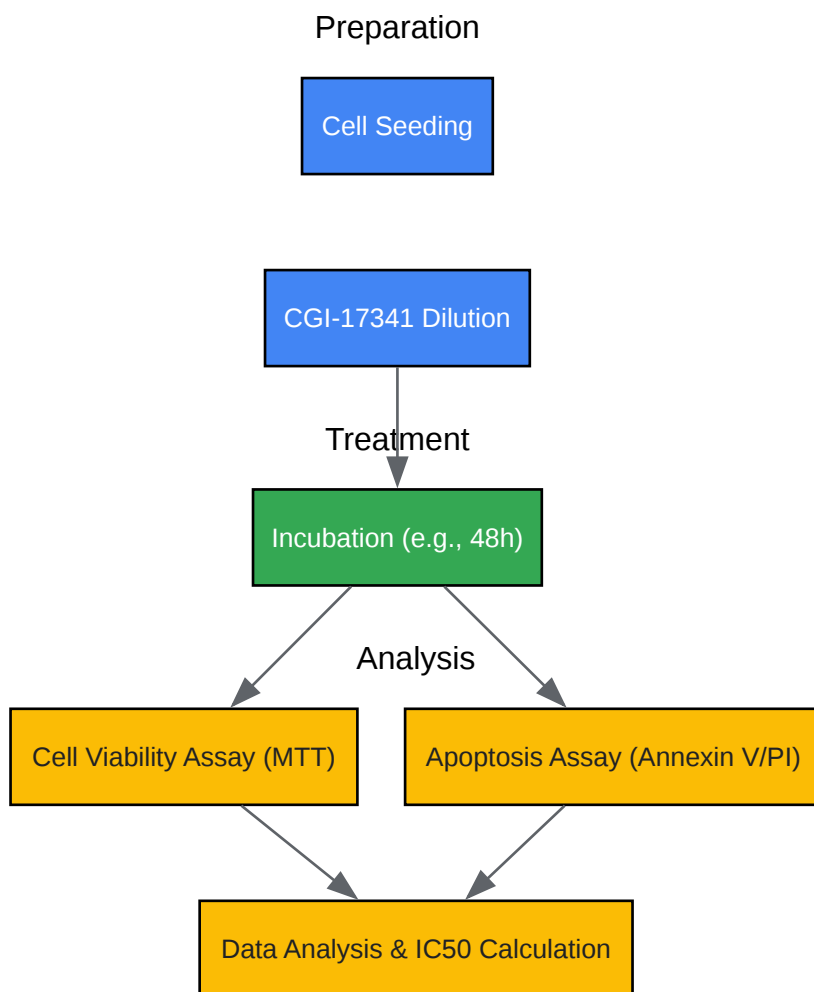 Preparation
Cell Seeding
CGI-17341 Dilution
Treatment
Incubation (e.g., 48h)
Analysis
Cell Viability Assay (MTT)
Apoptosis Assay (Annexin V/PI)
Data Analysis & IC50 Calculation